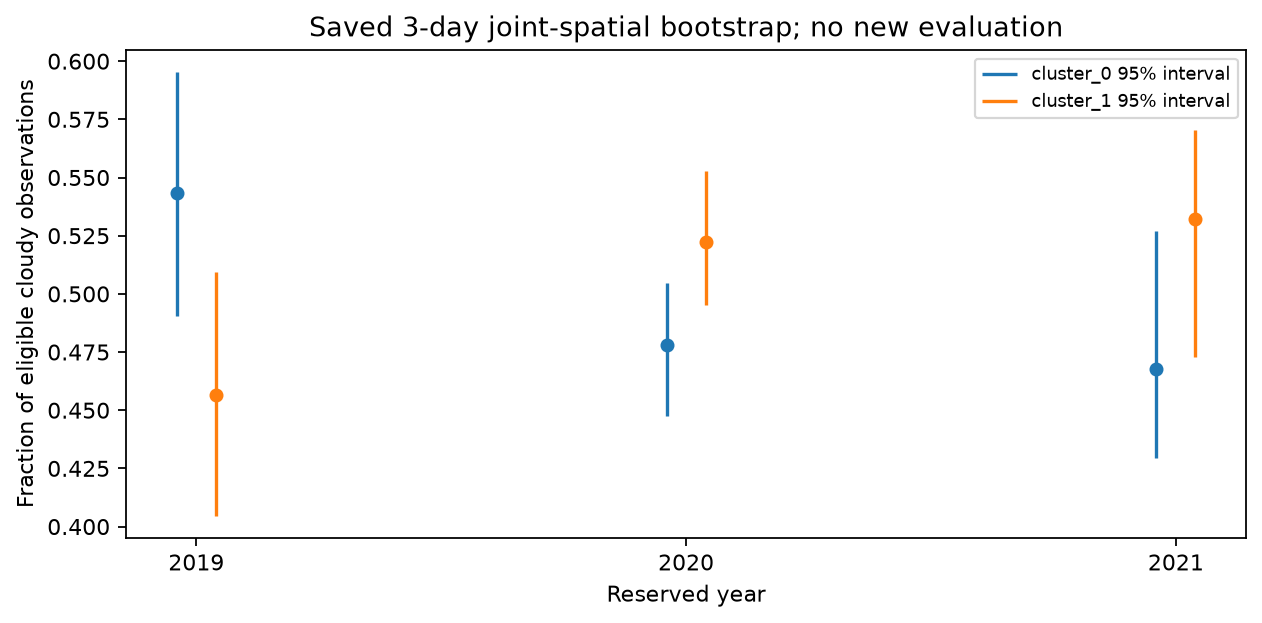 Saved 3-day joint-spatial bootstrap; no new evaluation
cluster_0 95% interval
cluster_1 95% interval
Fraction of eligible cloudy observations
0.600
0.575
0.550
0.525
0.500
0.475
0.450
0.425
0.400
2019
2020
2021
Reserved year